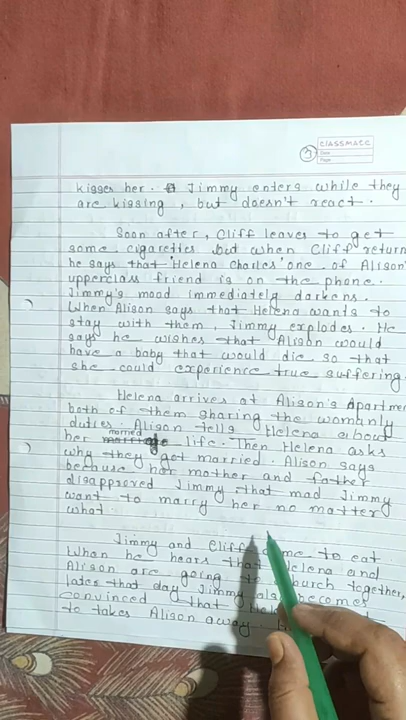 3
CLASSMATE
Date
Page
kisses her. Jimmy enters while they
are kissing, but doesn't react.
Soon after, Cliff leaves to get
some cigarettes but when Cliff return
he says that 'Helena Charles' one of Alison'
upperclass friend is on the phone.
Jimmy's mood immediately darkens.
When Alison says that Helena wants to
stay with them, Jimmy explodes. He
says he wishes that Alison would
have a baby that would die so that
she could experience true suffering.
Helena arrives at Alison's Apartme
both of them sharing the womanly
duties. Alison tells Helena about
her married life. Then Helena asks
why they got married. Alison says
because her mother and father
disapproved Jimmy that mad Jimmy
want to marry her no matter
what.
Jimmy and Cliff to eat.
When he hears that Helena and
Alison are going to church together,
later that day Jimmy becomes
convinced that
to takes Alison away